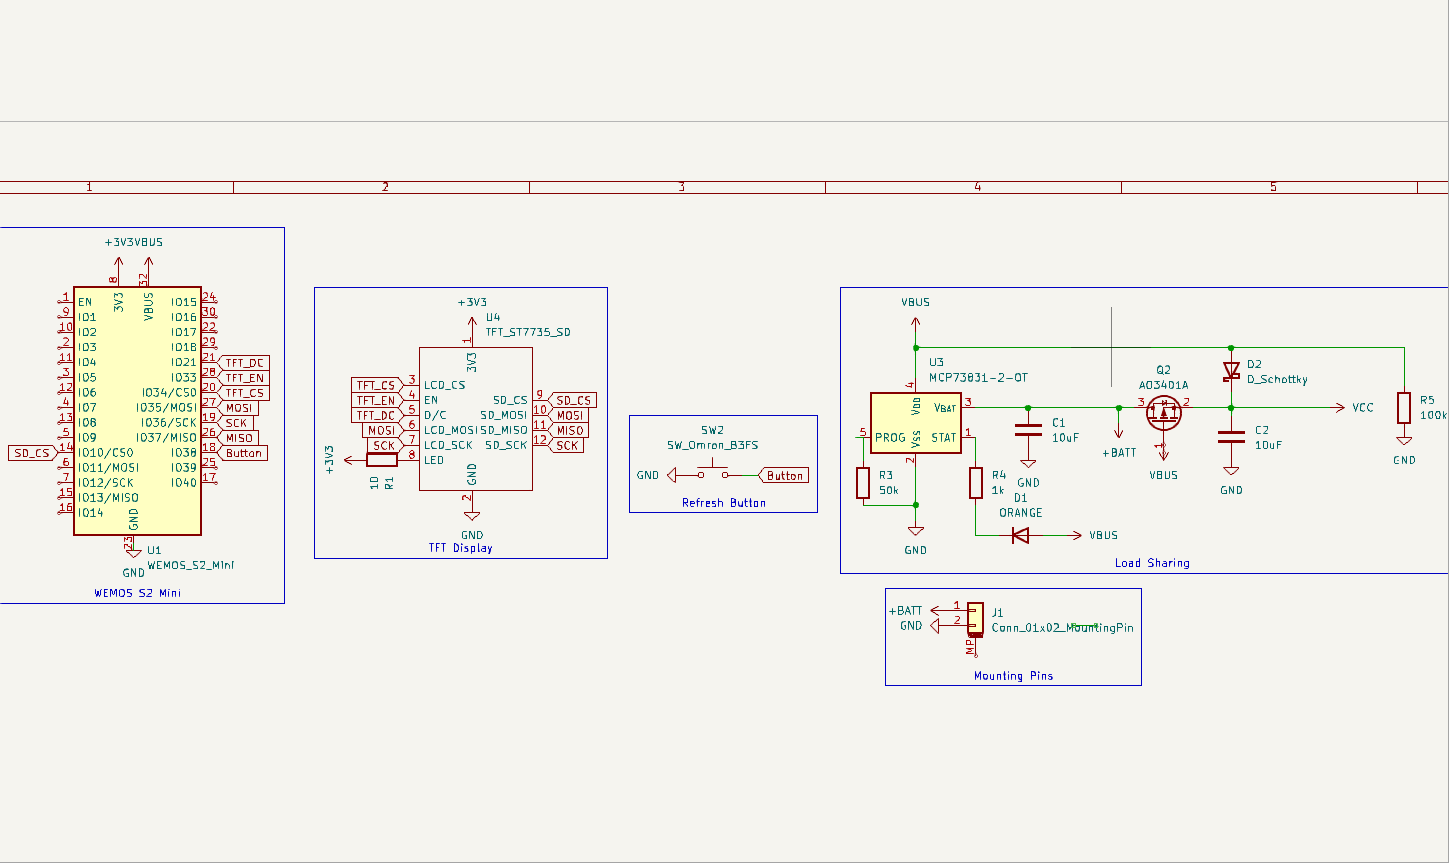 1 2 3 4 5
+3V3 VBUS
8 32
3V3 VBUS
1 EN IO15 24
9 IO1 IO16 30
10 IO2 IO17 22
2 IO3 IO18 29
11 IO4 IO21 21 TFT_DC
3 IO5 IO33 28 TFT_EN
12 IO6 IO34/CS0 20 TFT_CS
4 IO7 IO35/MOSI 27 MOSI
13 IO8 IO36/SCK 19 SCK
5 IO9 IO37/MISO 26 MISO
SD_CS 14 IO10/CS0 IO38 18 Button
6 IO11/MOSI IO39 25
7 IO12/SCK IO40 17
15 IO13/MISO
16 IO14
GND
23
U1
WEMOS_S2_Mini
GND
WEMOS S2 Mini
+3V3
U4
TFT_ST7735_SD
1
3V3
TFT_CS 3 LCD_CS
TFT_EN 4 EN SD_CS 9 SD_CS
TFT_DC 5 D/C SD_MOSI 10 MOSI
MOSI 6 LCD_MOSI SD_MISO 11 MISO
SCK 7 LCD_SCK SD_SCK 12 SCK
+3V3 8 LED
10
R1
GND
2
GND
TFT Display
SW2
SW_Omron_B3FS
GND Button
Refresh Button
VBUS
U3
MCP73831-2-OT
4
VDD
VBAT 3
5 PROG STAT 1
VSS
2
R3
50k
R4
1k
GND
C1
10uF
GND
D1
ORANGE
VBUS
+BATT
Q2
AO3401A
3 2
1
VBUS
D2
D_Schottky
VCC
C2
10uF
GND
R5
100k
GND
Load Sharing
+BATT 1 J1
GND 2 Conn_01x02_MountingPin
MP
Mounting Pins